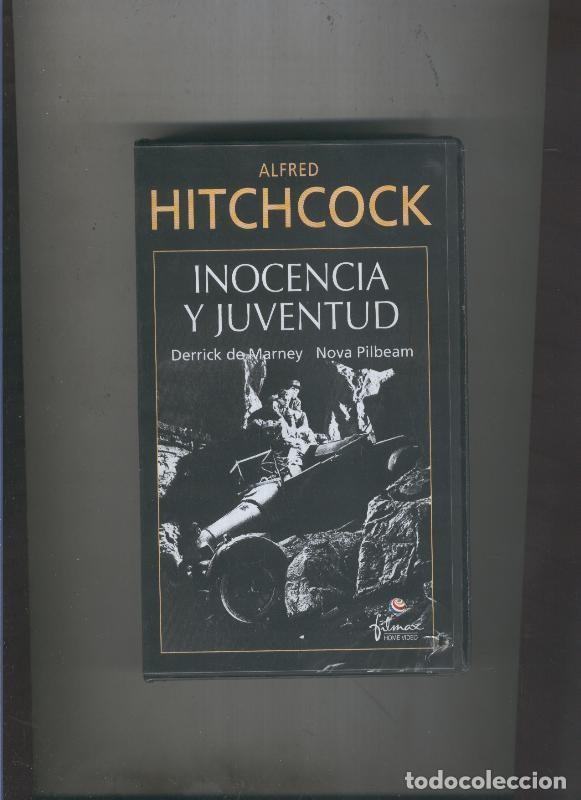 ALFRED
HITCHCOCK
INOCENCIA
Y JUVENTUD
Derrick de Marney Nova Pilbeam
filmax
HOME VIDEO
todocoleccion